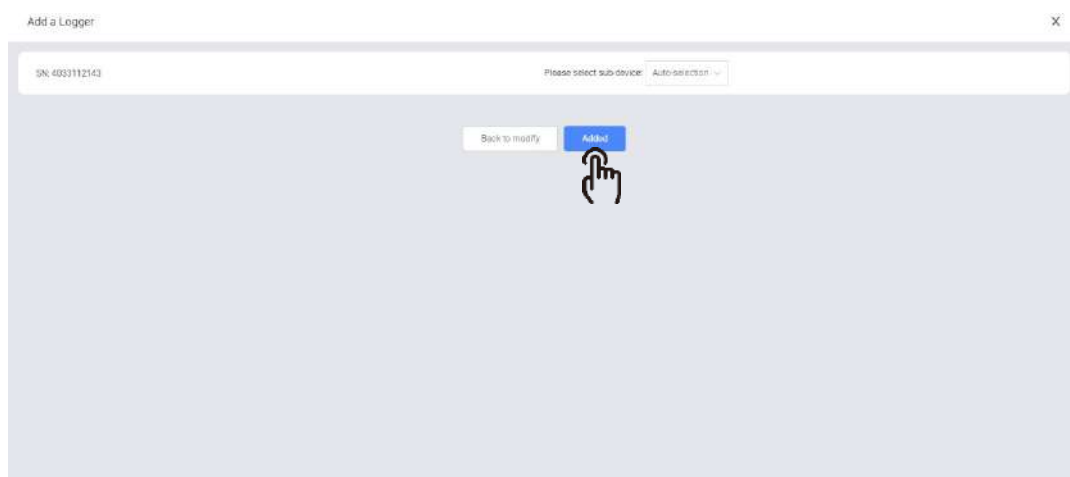 Add a Logger
X
SN: 4033112143
Please select sub-device: Auto-selection
Back to modify
Added